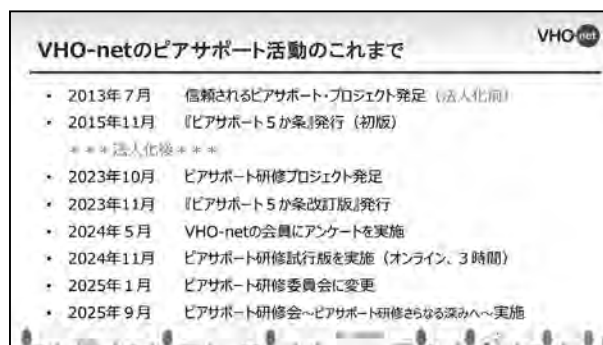 VHO-net
VHO-netのピアサポート活動のこれまで
・ 2013年7月 信頼されるピアサポート・プロジェクト発足（法人化前）
・ 2015年11月 『ピアサポート5か条』発行（初版）
＊＊＊法人化後＊＊＊
・ 2023年10月 ピアサポート研修プロジェクト発足
・ 2023年11月 『ピアサポート5か条改訂版』発行
・ 2024年5月 VHO-netの会員にアンケートを実施
・ 2024年11月 ピアサポート研修試行版を実施（オンライン、3時間）
・ 2025年1月 ピアサポート研修委員会に変更
・ 2025年9月 ピアサポート研修会～ピアサポート研修さらなる深みへ～実施